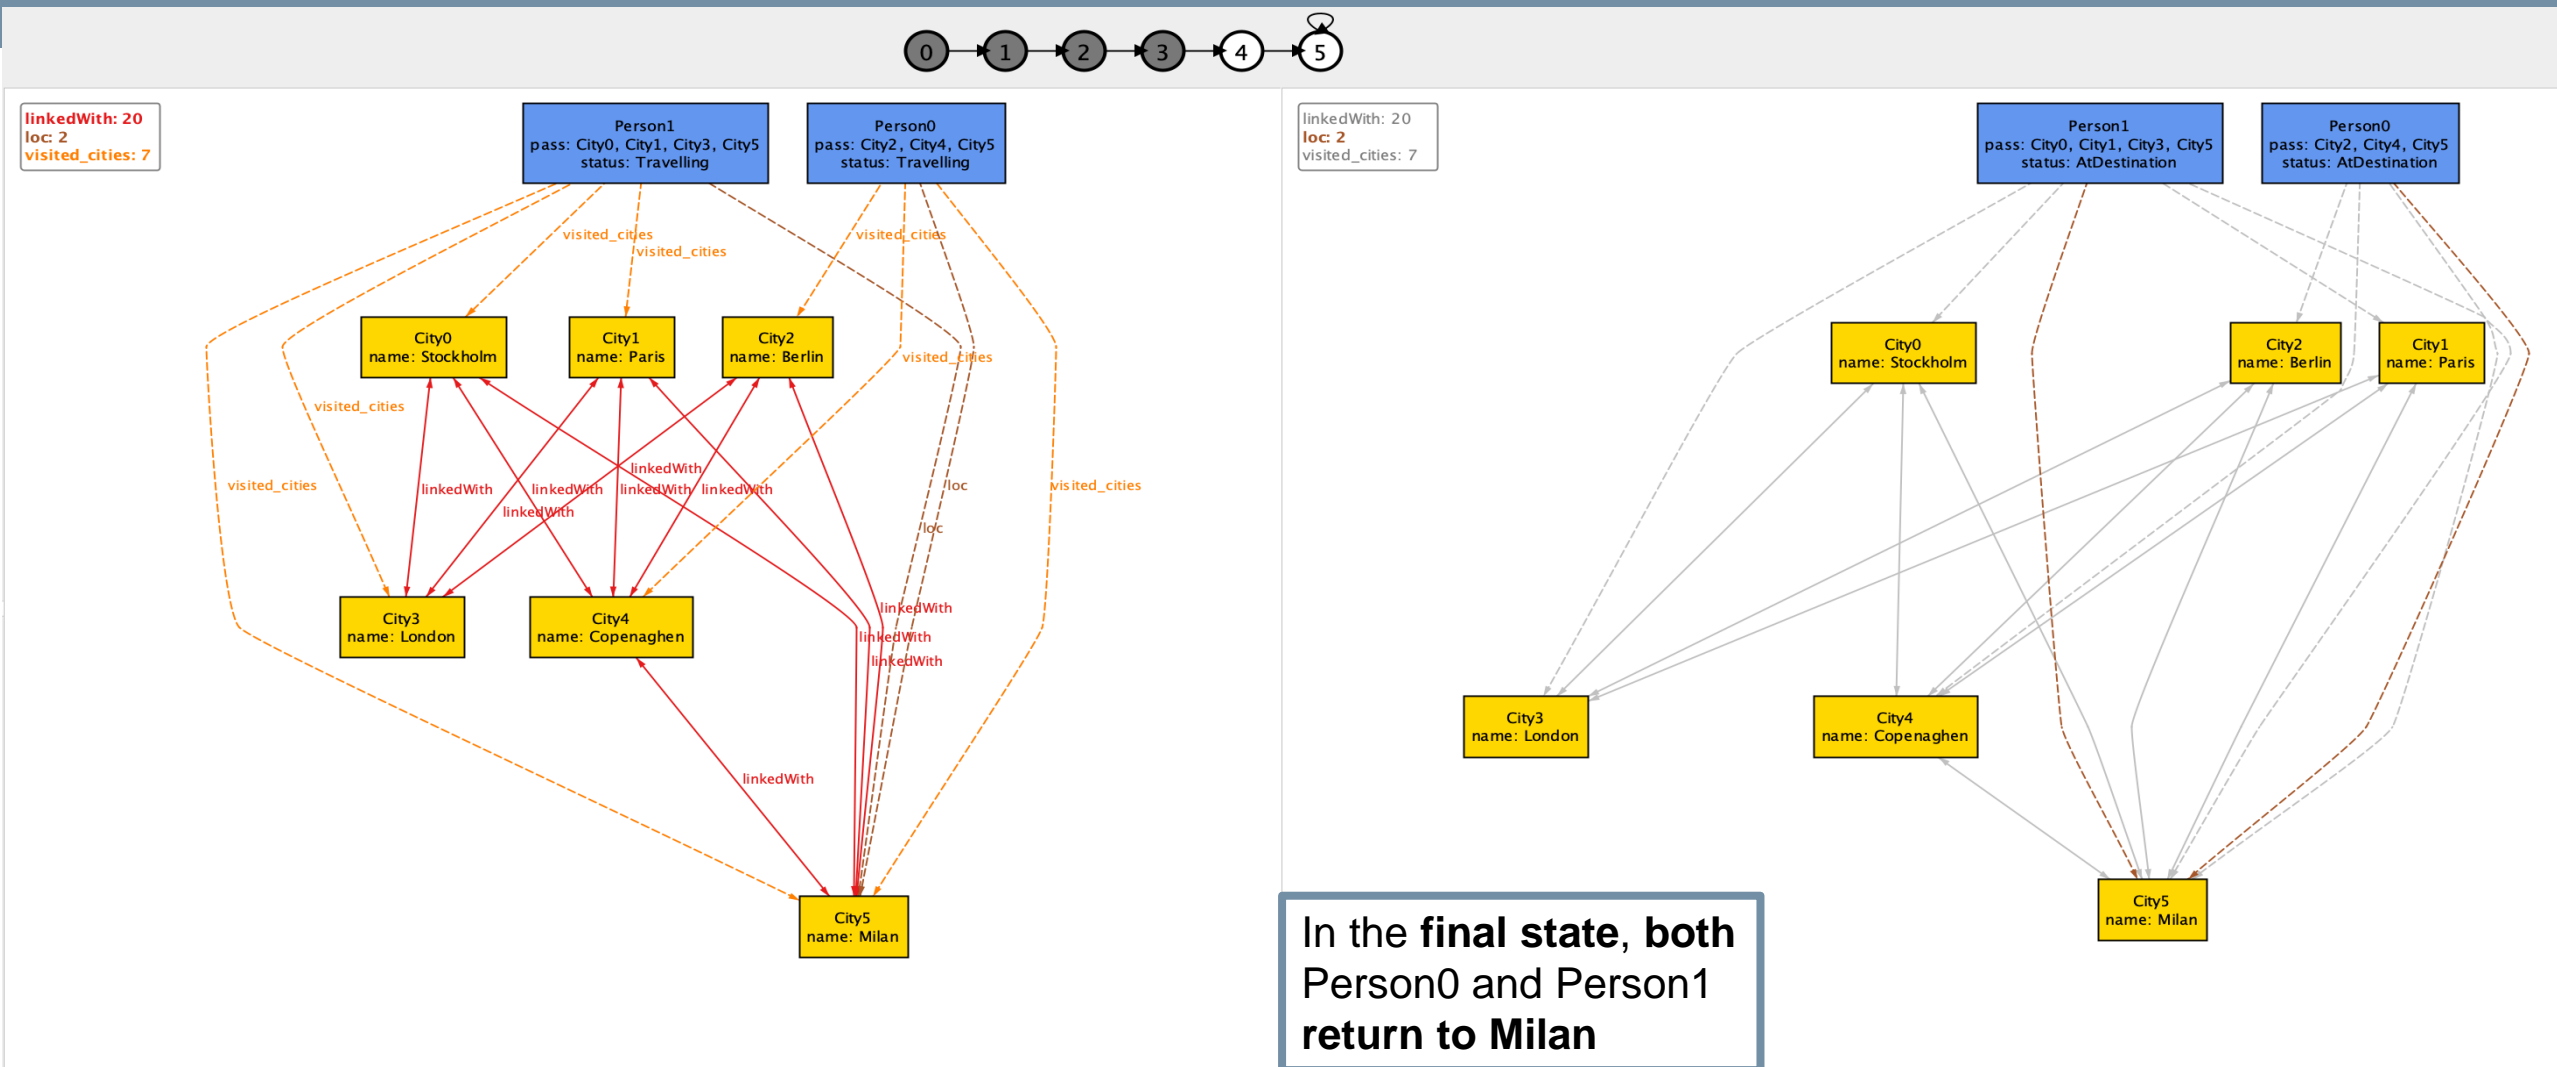 0 1 2 3 4 5
linkedWith: 20
loc: 2
visited_cities: 7
Person1
pass: City0, City1, City3, City5
status: Travelling
Person0
pass: City2, City4, City5
status: Travelling
visited_cities
visited_cities
visited_cities
City0
name: Stockholm
City1
name: Paris
City2
name: Berlin
visited_cities
visited_cities
linkedWith
visited_cities
linkedWith
linkedWith
linkedWith
linkedWith
loc
visited_cities
linkedWith
loc
City3
name: London
City4
name: Copenaghen
linkedWith
linkedWith
linkedWith
linkedWith
City5
name: Milan
linkedWith: 20
loc: 2
visited_cities: 7
Person1
pass: City0, City1, City3, City5
status: AtDestination
Person0
pass: City2, City4, City5
status: AtDestination
City0
name: Stockholm
City2
name: Berlin
City1
name: Paris
City3
name: London
City4
name: Copenaghen
City5
name: Milan
In the final state, both
Person0 and Person1
return to Milan